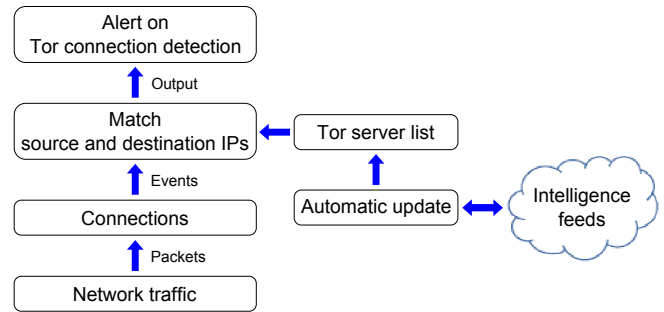 Alert on
Tor connection detection
Output
Match
source and destination IPs
Tor server list
Events
Connections
Automatic update
Intelligence
feeds
Packets
Network traffic